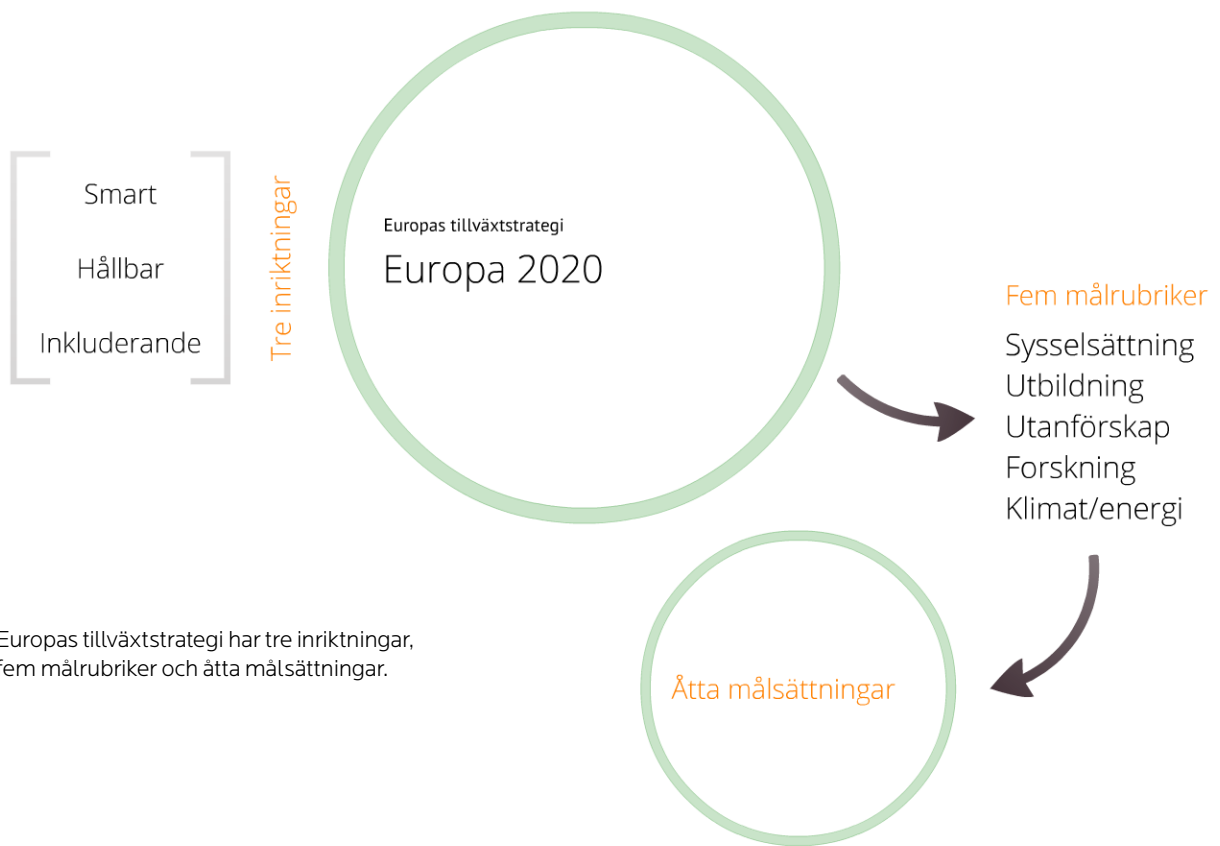 Smart
Hållbar
Inkluderande
Tre inriktningar
Europas tillväxtstrategi
Europa 2020
Fem målrubriker
Sysselsättning
Utbildning
Utanförskap
Forskning
Klimat/energi
Åtta målsättningar
Europas tillväxtstrategi har tre inriktningar,
fem målrubriker och åtta målsättningar.